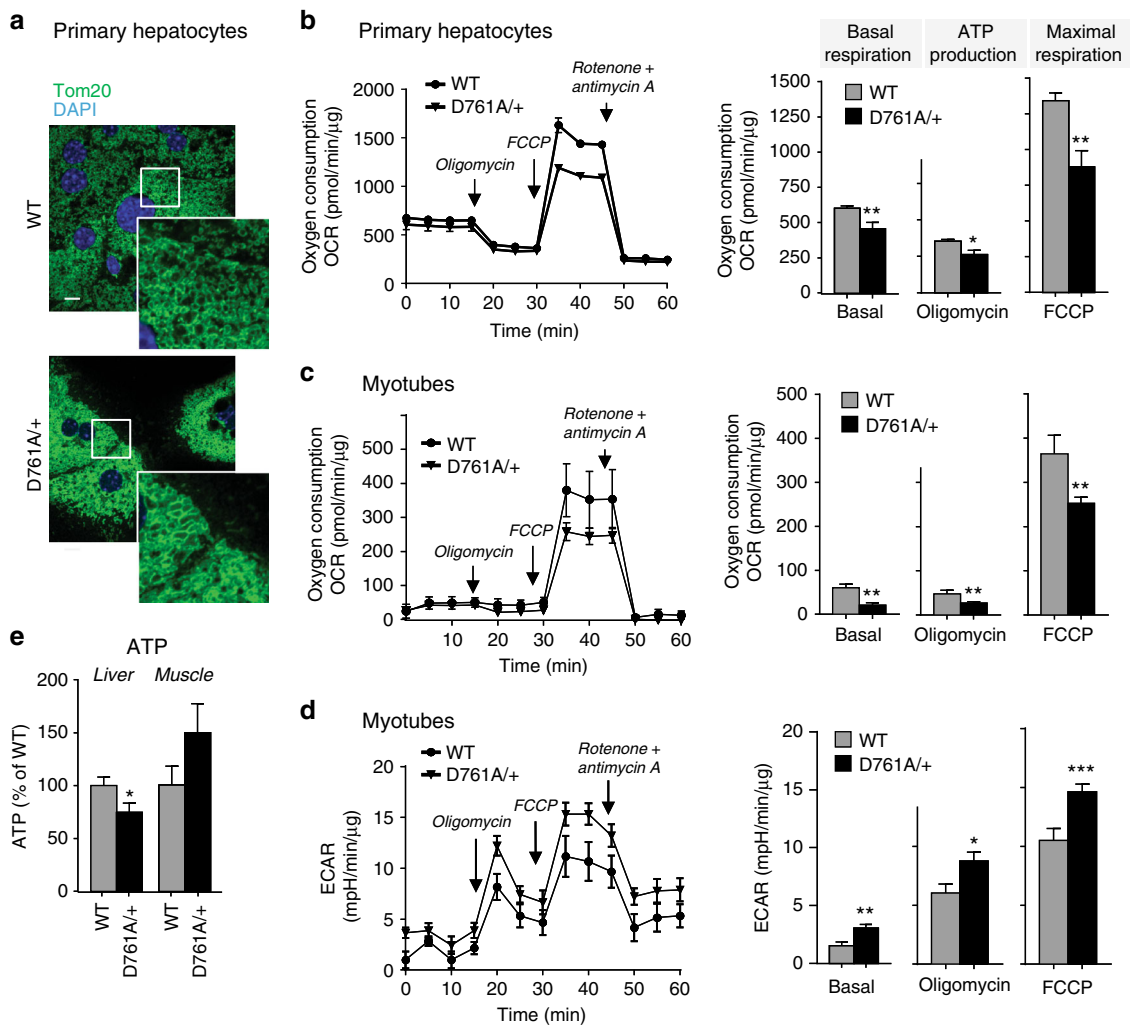 a
Primary hepatocytes
Tom20
DAPI
WT
D761A/+
b
Primary hepatocytes
WT
D761A/+
Rotenone +
antimycin A
FCCP
Oligomycin
Oxygen consumption
OCR (pmol/min/µg)
2000
1500
1000
500
0
0 10 20 30 40 50 60
Time (min)
Basal
respiration
ATP
production
Maximal
respiration
WT
D761A/+
Oxygen consumption
OCR (pmol/min/µg)
1500
1250
1000
750
500
250
0
**
*
**
Basal
Oligomycin
FCCP
c
Myotubes
WT
D761A/+
Rotenone +
antimycin A
FCCP
Oligomycin
Oxygen consumption
OCR (pmol/min/µg)
500
400
300
200
100
0
10 20 30 40 50 60
Time (min)
WT
D761A/+
Oxygen consumption
OCR (pmol/min/µg)
500
400
300
200
100
0
**
**
**
Basal
Oligomycin
FCCP
d
Myotubes
WT
D761A/+
Rotenone +
antimycin A
FCCP
Oligomycin
ECAR
(mpH/min/µg)
20
15
10
5
0
0 10 20 30 40 50 60
Time (min)
WT
D761A/+
ECAR (mpH/min/µg)
20
15
10
5
0
**
*
***
Basal
Oligomycin
FCCP
e
ATP
Liver
Muscle
ATP (% of WT)
200
150
100
50
0
*
WT
D761A/+
WT
D761A/+